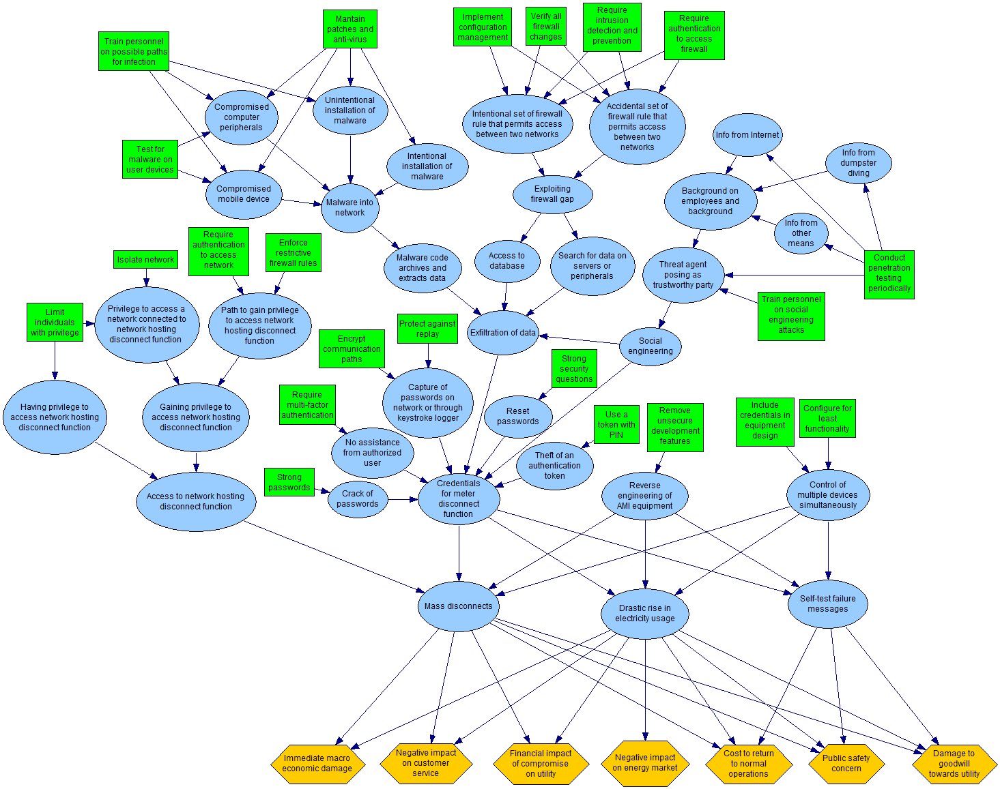 Mantain
patches and
anti-virus
Train personnel
on possible paths
for infection
Implement
configuration
management
Verify all
firewall
changes
Require
intrusion
detection and
prevention
Require
authentication
to access
firewall
Compromised
computer
peripherals
Unintentional
installation of
malware
Intentional set of firewall
rule that permits access
between two networks
Accidental set of
firewall rule that
permits access
between two
networks
Info from Internet
Test for
malware on
user devices
Intentional
installation of
malware
Info from
dumpster
diving
Compromised
mobile device
Malware into
network
Exploiting
firewall gap
Background on
employees and
background
Info from
other
means
Require
authentication
to access
network
Enforce
restrictive
firewall rules
Isolate network
Malware code
archives and
extracts data
Access to
database
Search for data on
servers or
peripherals
Threat agent
posing as
trustworthy party
Conduct
penetration
testing
periodically
Limit
individuals
with privilege
Privilege to access a
network connected to
network hosting
disconnect function
Path to gain privilege
to access network
hosting disconnect
function
Train personnel
on social
engineering
attacks
Protect against
replay
Exfiltration of data
Social
engineering
Encrypt
communication
paths
Strong
security
questions
Having privilege to
access network hosting
disconnect function
Gaining privilege to
access network hosting
disconnect function
Require
multi-factor
authentication
Capture of
passwords on
network or through
keystroke logger
Reset
passwords
Use a
token with
PIN
Remove
unsecure
development
features
Include
credentials in
equipment
design
Configure for
least
functionality
No assistance
from authorized
user
Theft of an
authentication
token
Strong
passwords
Crack of
passwords
Credentials
for meter
disconnect
function
Reverse
engineering of
AMI equipment
Control of
multiple devices
simultaneously
Access to network hosting
disconnect function
Mass disconnects
Drastic rise in
electricity usage
Self-test failure
messages
Immediate macro
economic damage
Negative impact
on customer
service
Financial impact
of compromise
on utility
Negative impact
on energy market
Cost to return
to normal
operations
Public safety
concern
Damage to
goodwill
towards utility